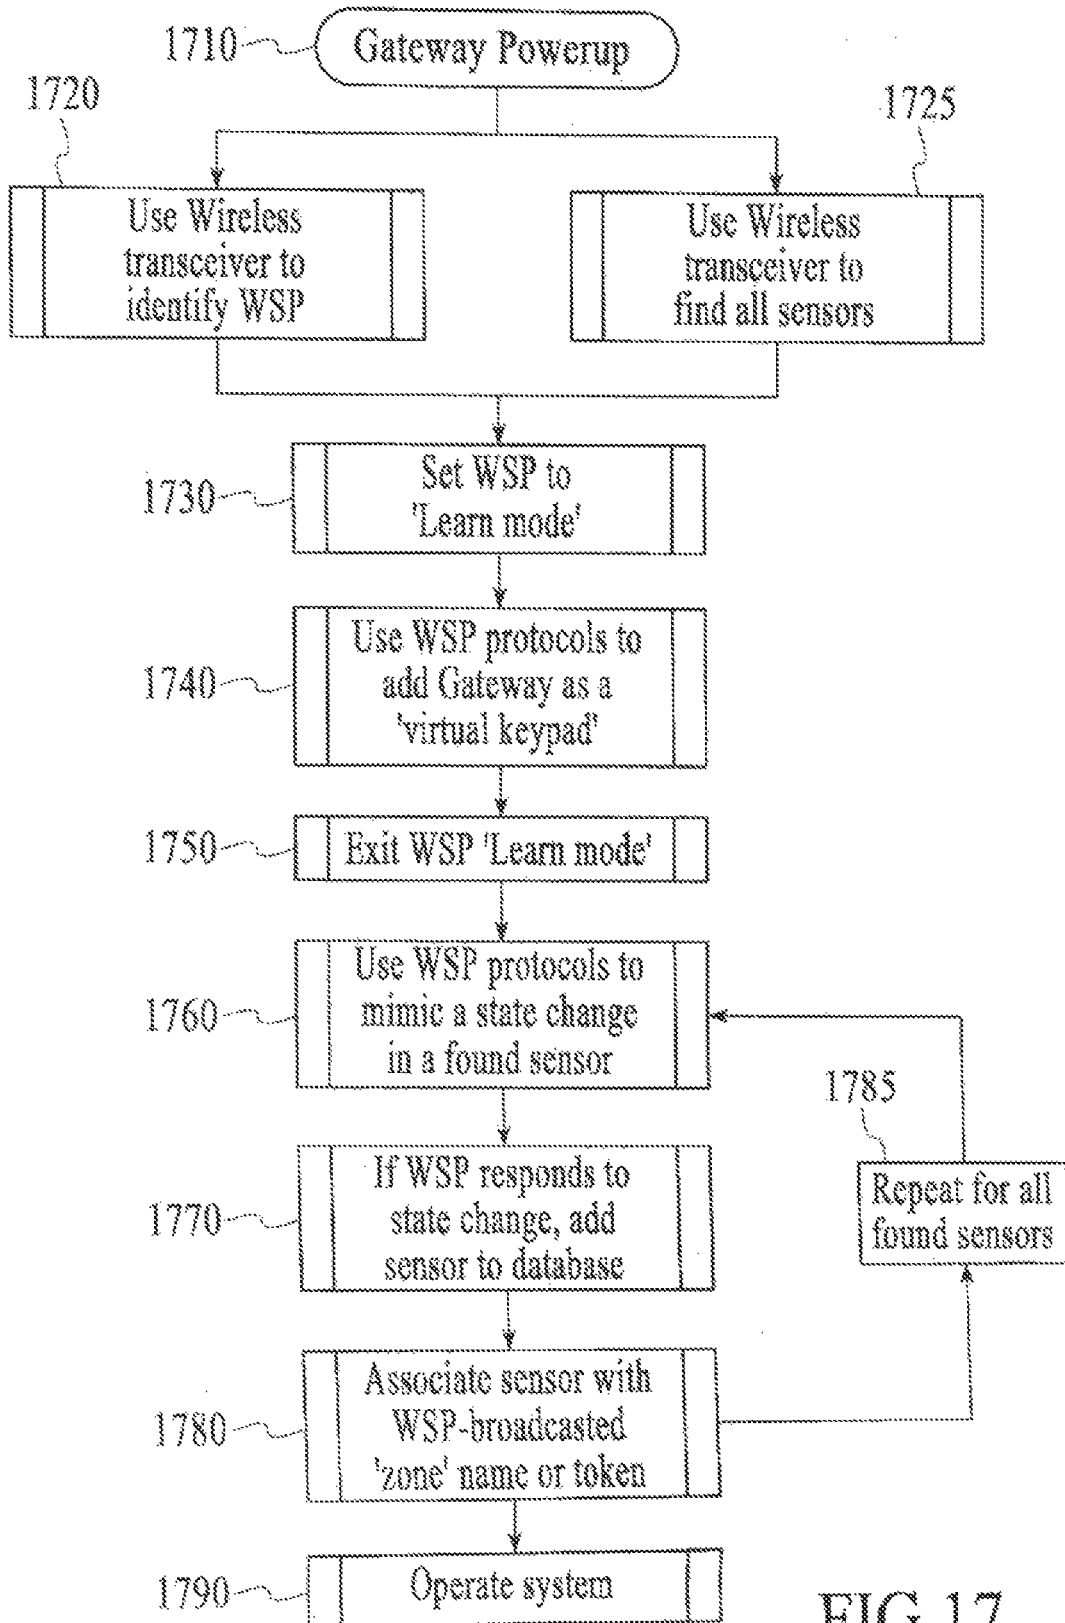 1710
Gateway Powerup
1720
1725
Use Wireless
transceiver to
identify WSP
Use Wireless
transceiver to
find all sensors
1730
Set WSP to
'Learn mode'
1740
Use WSP protocols to
add Gateway as a
'virtual keypad'
1750
Exit WSP 'Learn mode'
1760
Use WSP protocols to
mimic a state change
in a found sensor
1785
Repeat for all
found sensors
1770
If WSP responds to
state change, add
sensor to database
1780
Associate sensor with
WSP-broadcasted
'zone' name or token
1790
Operate system
FIG.17